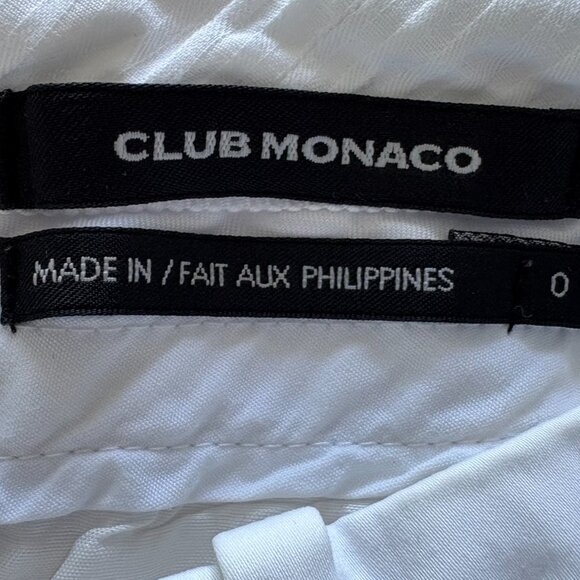 CLUB MONACO
MADE IN / FAIT AUX PHILIPPINES 0